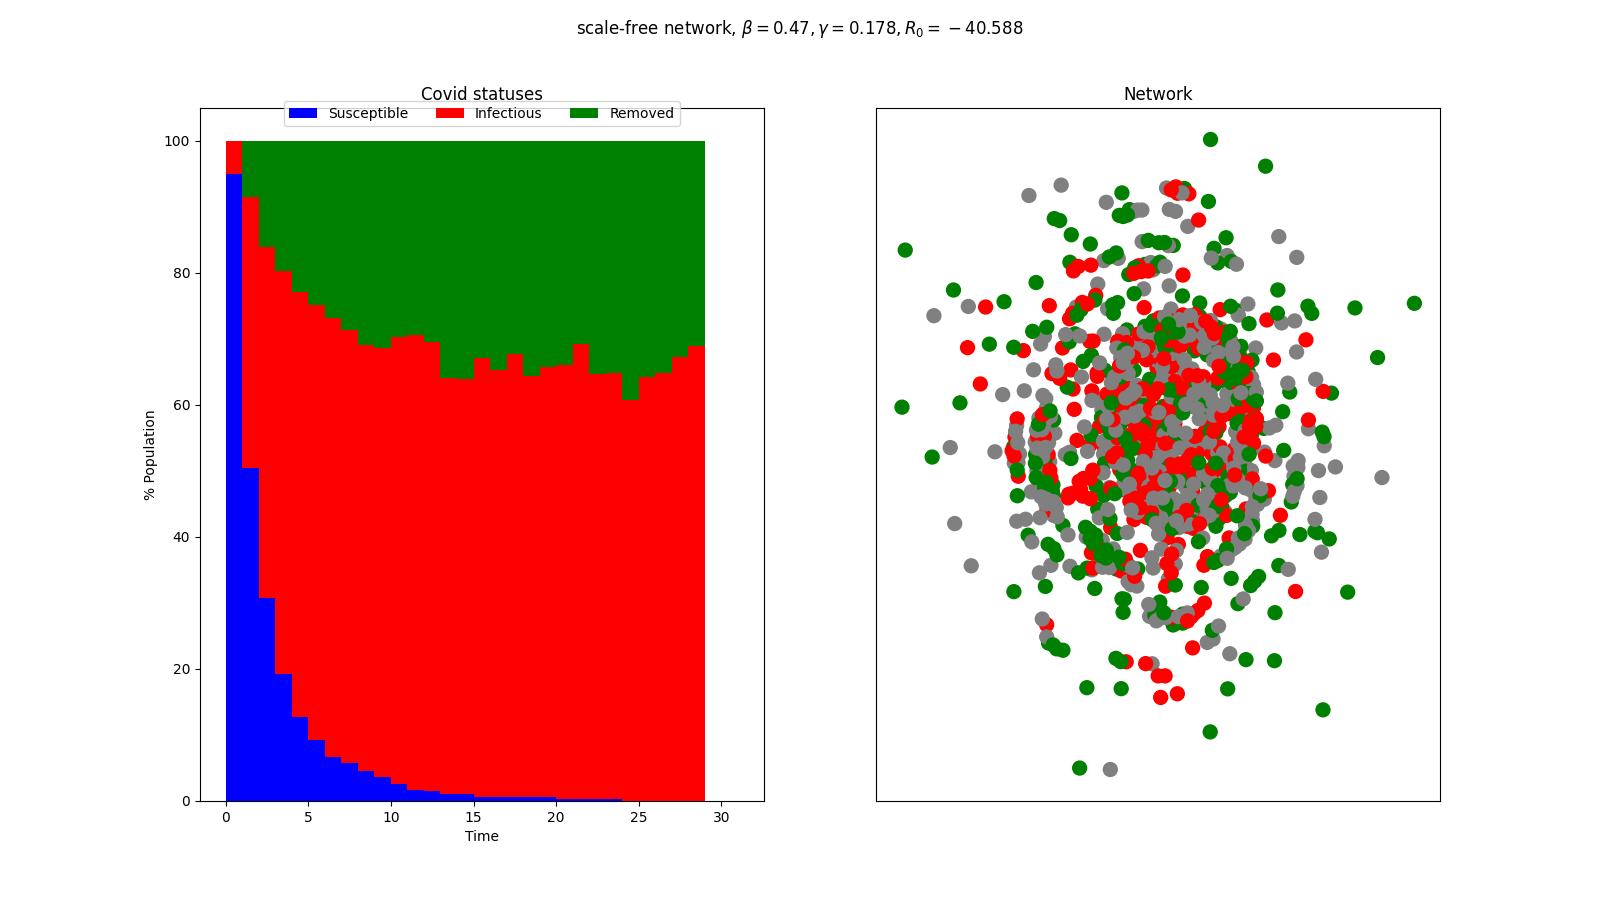 scale-free network, β = 0.47, γ = 0.178, R₀ = − 40.588
Covid statuses
Susceptible Infectious Removed
100
80
60
40
20
0
% Population
0 5 10 15 20 25 30
Time
Network